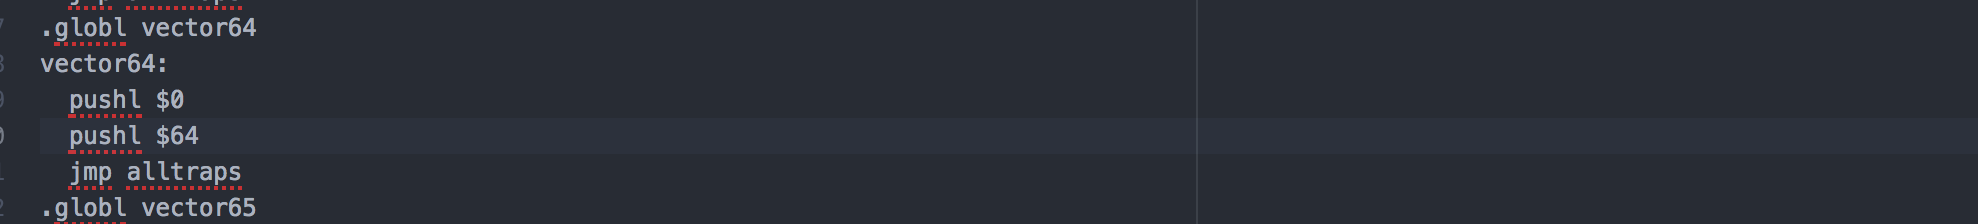 .globl vector64
vector64:
  pushl $0
  pushl $64
  jmp alltraps
.globl vector65